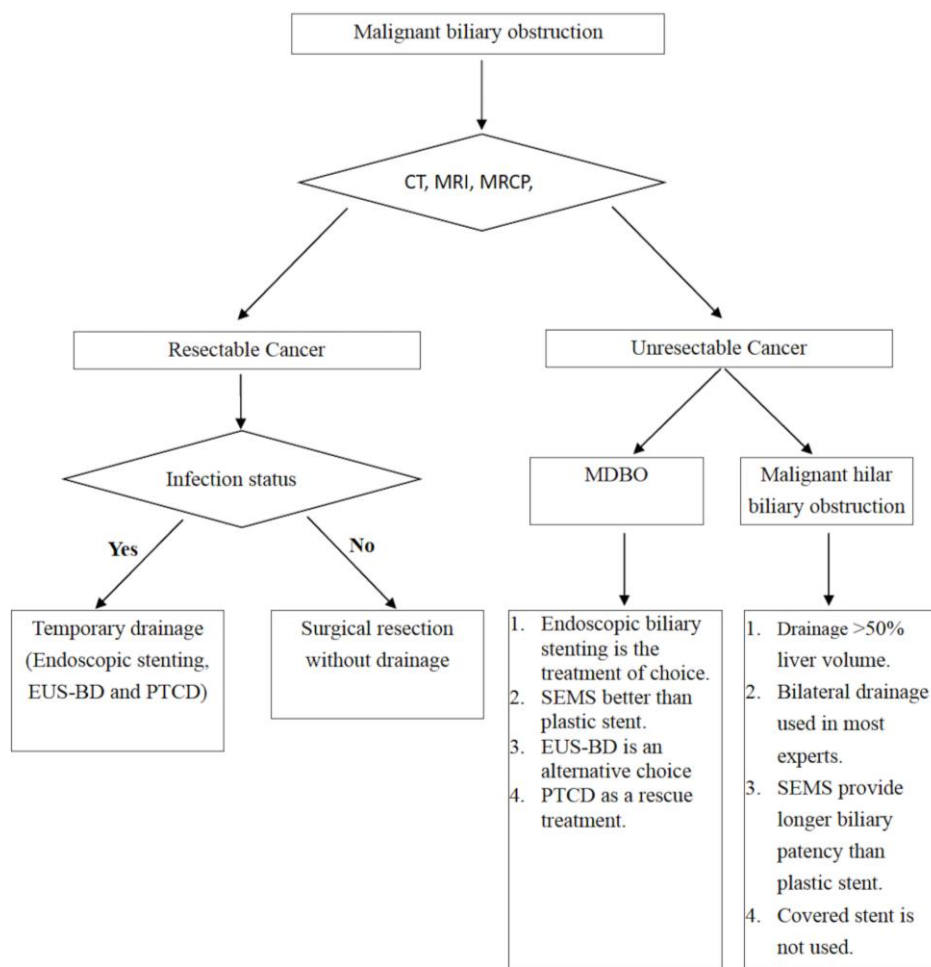 Malignant biliary obstruction
CT, MRI, MRCP,
Resectable Cancer
Unresectable Cancer
Infection status
MDBO
Malignant hilar
biliary obstruction
Yes
No
Temporary drainage
(Endoscopic stenting,
EUS-BD and PTCD)
Surgical resection
without drainage
1. Endoscopic biliary
stenting is the
treatment of choice.
2. SEMS better than
plastic stent.
3. EUS-BD is an
alternative choice
4. PTCD as a rescue
treatment.
1. Drainage >50%
liver volume.
2. Bilateral drainage
used in most
experts.
3. SEMS provide
longer biliary
patency than
plastic stent.
4. Covered stent is
not used.